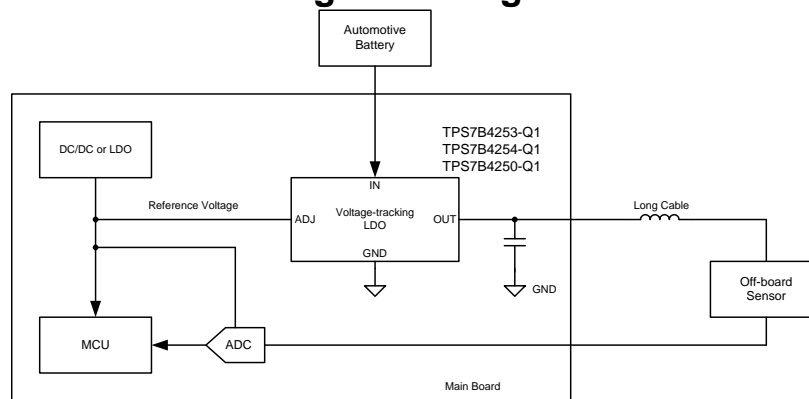 Automotive
Battery
TPS7B4253-Q1
TPS7B4254-Q1
TPS7B4250-Q1
DC/DC or LDO
IN
Reference Voltage
ADJ
Voltage-tracking
LDO
OUT
Long Cable
GND
GND
Off-board
Sensor
MCU
ADC
Main Board